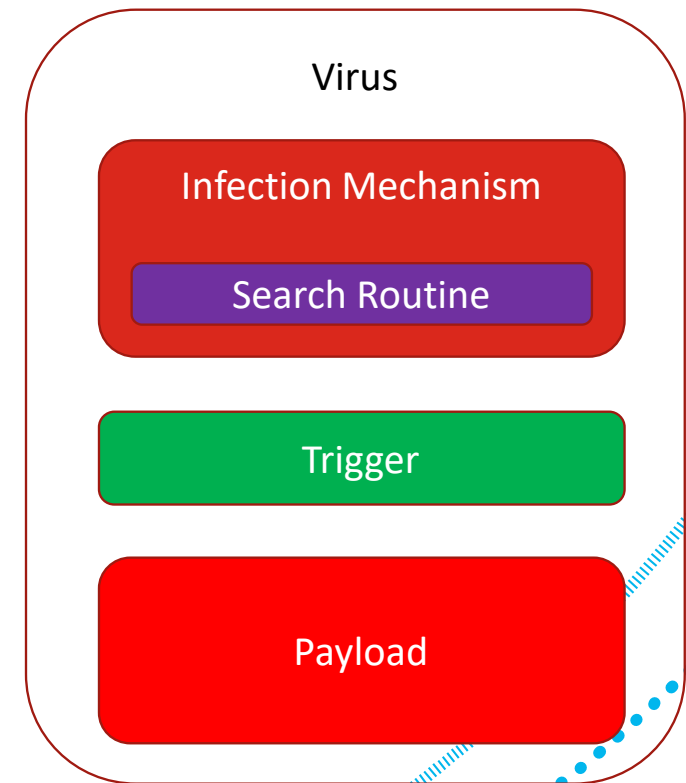 Virus
Infection Mechanism
Search Routine
Trigger
Payload